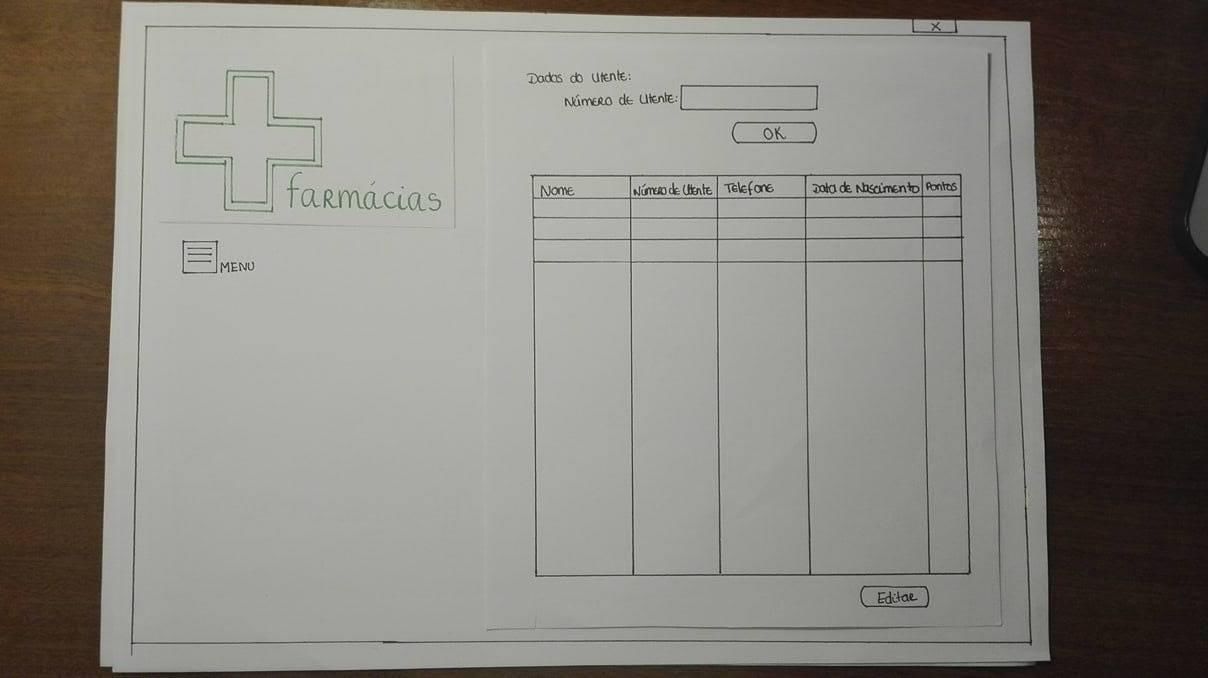 X
farmácias
MENU
Dados do Utente:
Número de Utente:
OK
Nome Número de Utente Telefone Data de Nascimento Pontos
Editar